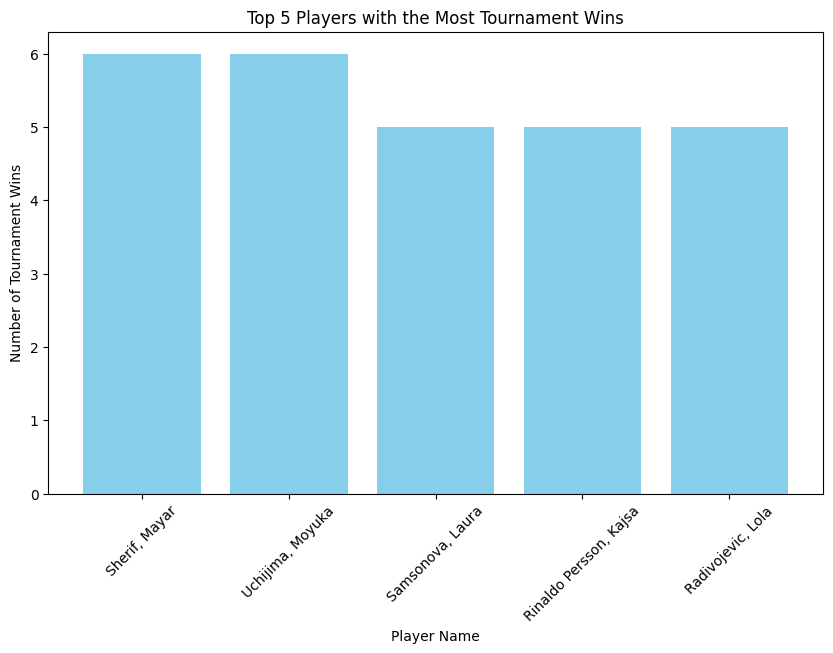 Top 5 Players with the Most Tournament Wins
Number of Tournament Wins
6
5
4
3
2
1
0
Sherif, Mayar
Uchijima, Moyuka
Samsonova, Laura
Rinaldo Persson, Kajsa
Radivojevic, Lola
Player Name